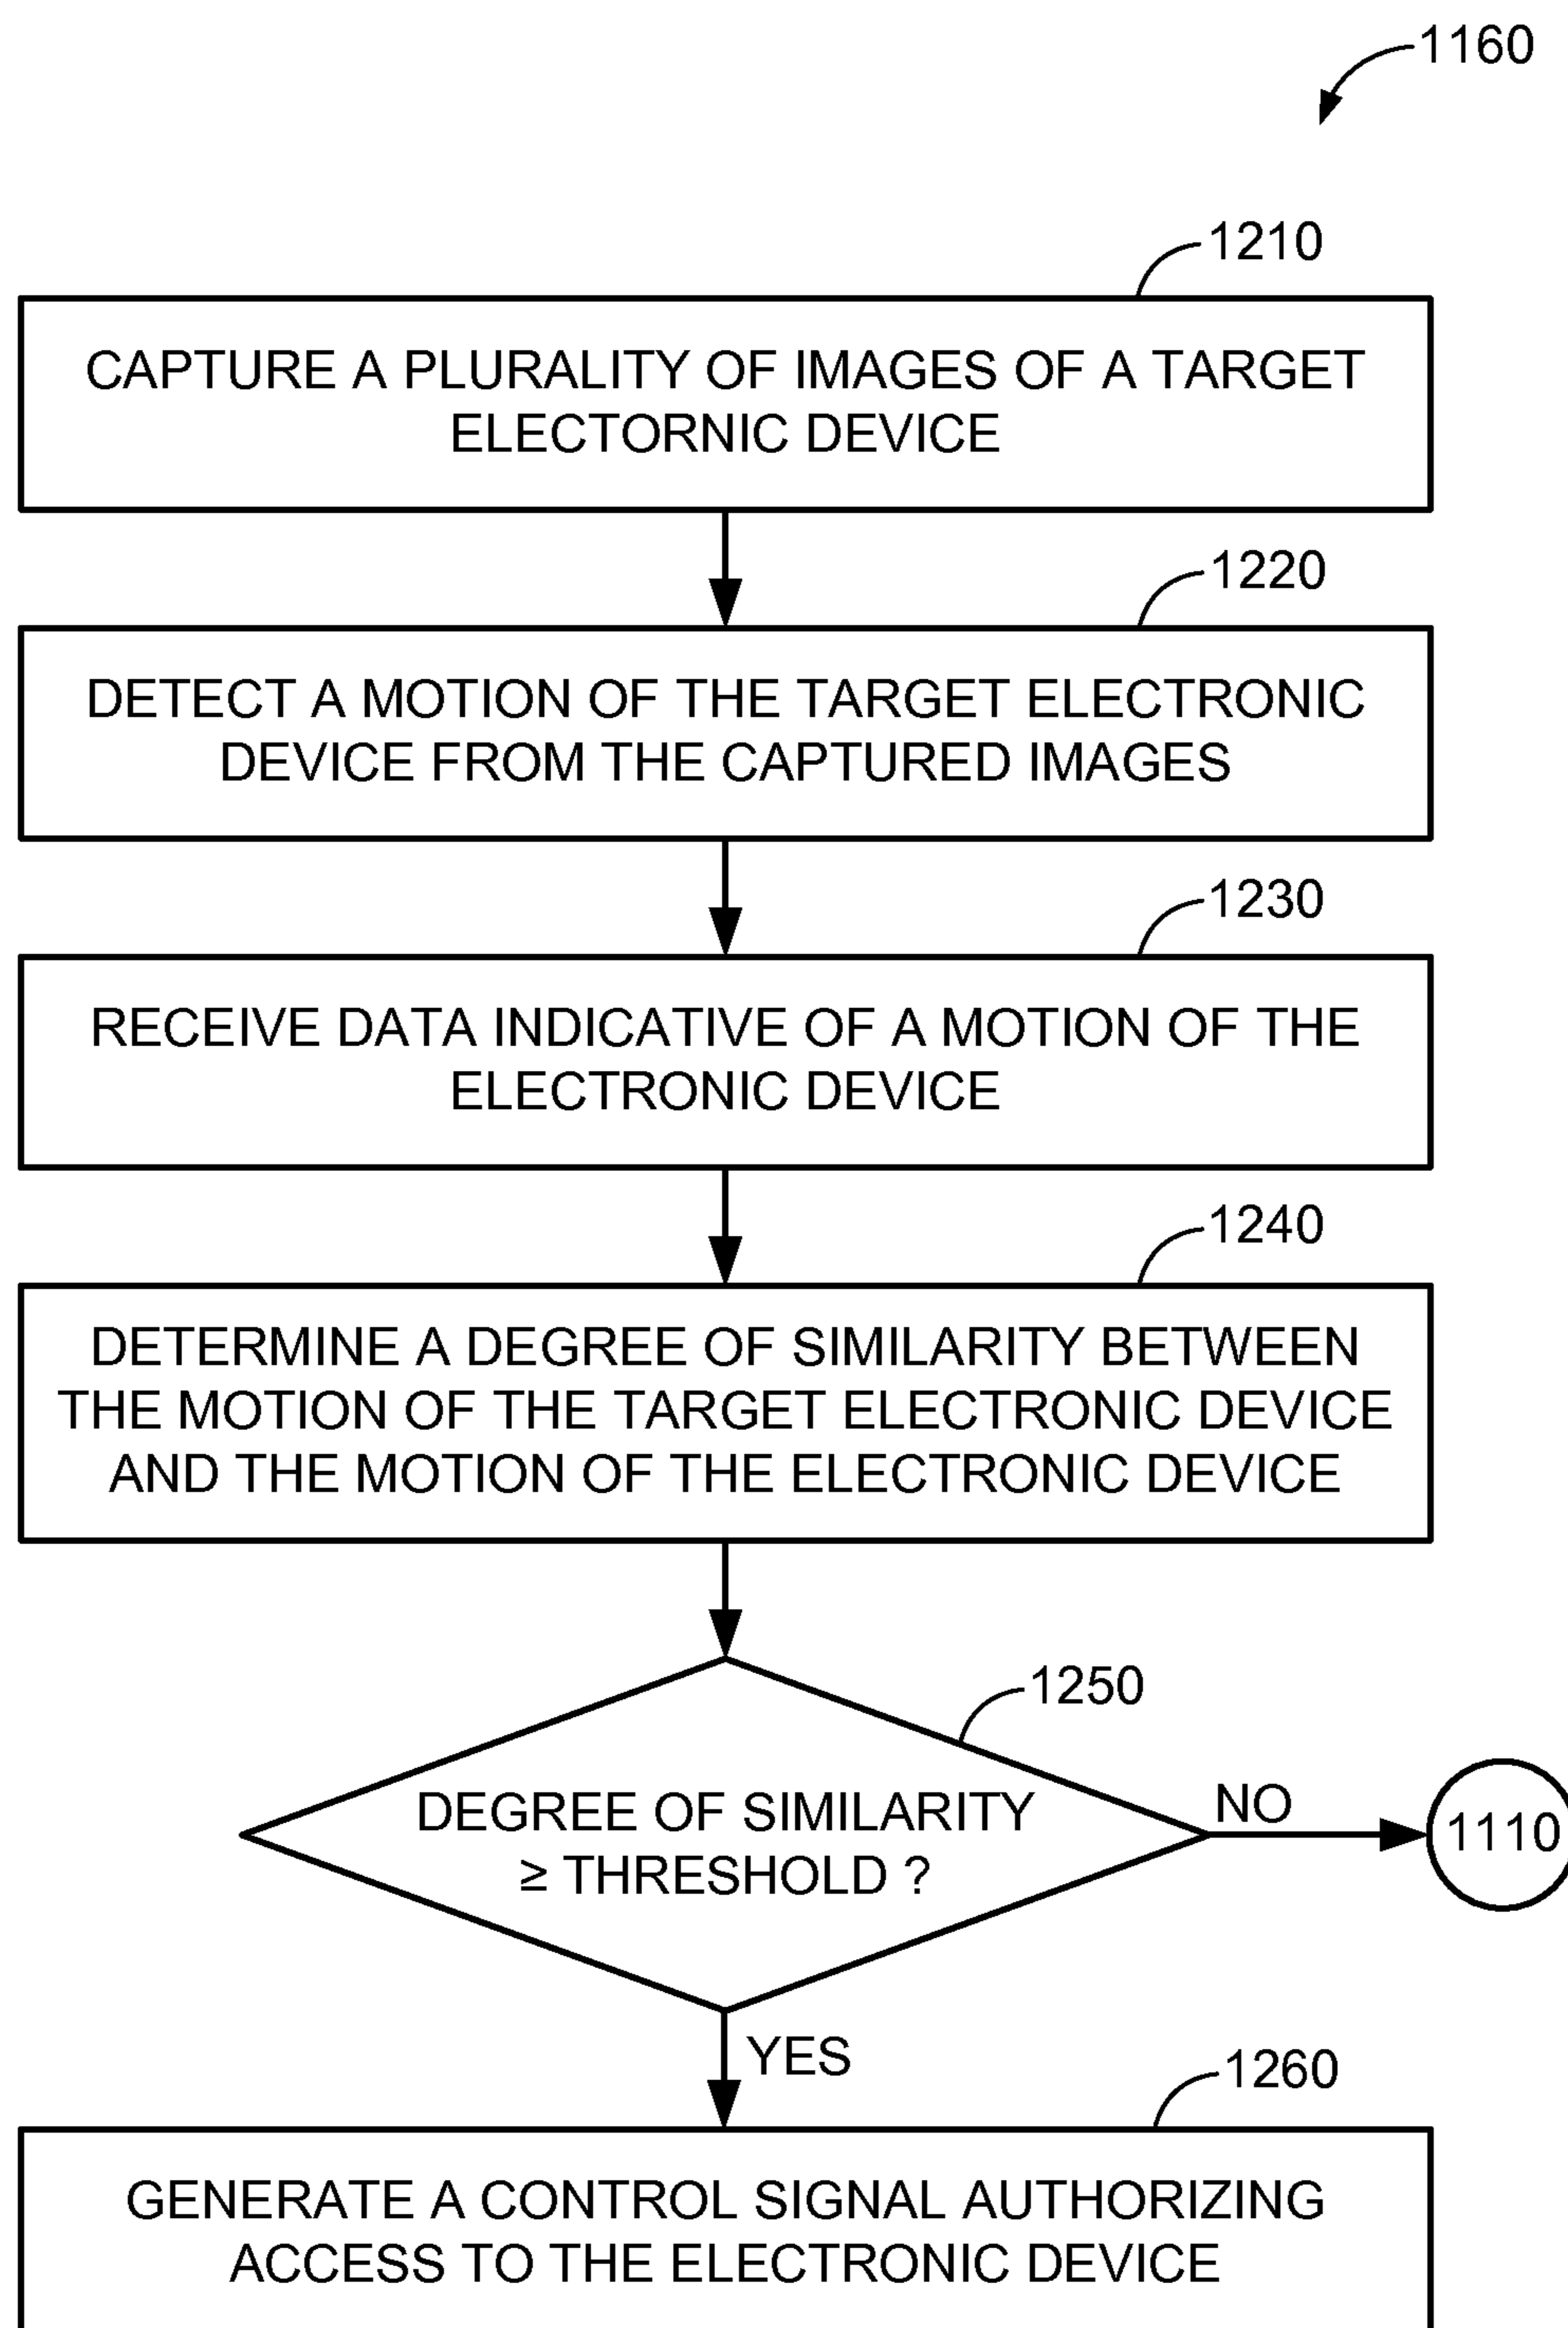 1160
1210
CAPTURE A PLURALITY OF IMAGES OF A TARGET
ELECTORNIC DEVICE
1220
DETECT A MOTION OF THE TARGET ELECTRONIC
DEVICE FROM THE CAPTURED IMAGES
1230
RECEIVE DATA INDICATIVE OF A MOTION OF THE
ELECTRONIC DEVICE
1240
DETERMINE A DEGREE OF SIMILARITY BETWEEN
THE MOTION OF THE TARGET ELECTRONIC DEVICE
AND THE MOTION OF THE ELECTRONIC DEVICE
1250
DEGREE OF SIMILARITY
≥ THRESHOLD ?
NO
1110
YES
1260
GENERATE A CONTROL SIGNAL AUTHORIZING
ACCESS TO THE ELECTRONIC DEVICE